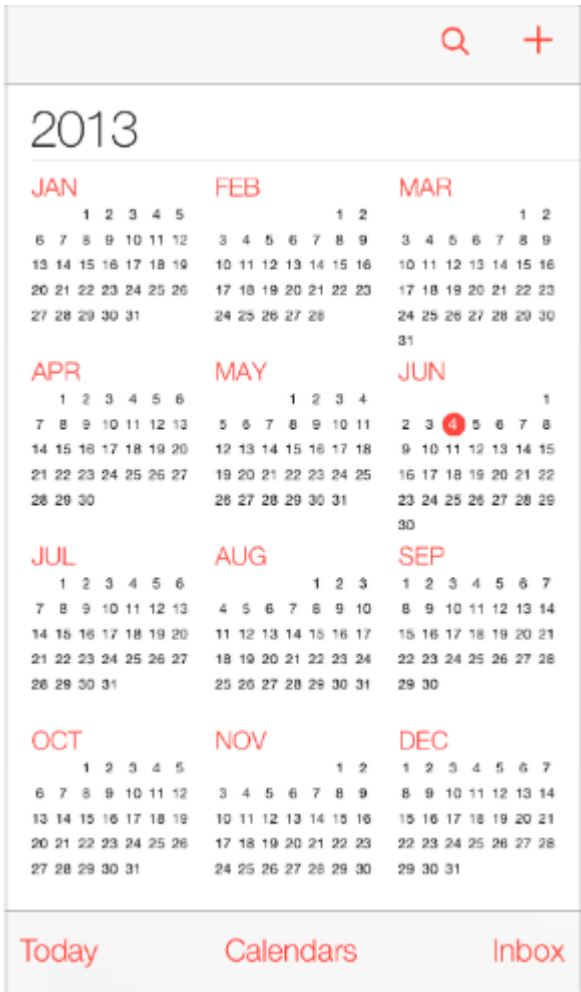 2013
JAN FEB MAR
1 2 3 4 5 1 2 1 2
6 7 8 9 10 11 12 3 4 5 6 7 8 9 3 4 5 6 7 8 9
13 14 15 16 17 18 19 10 11 12 13 14 15 16 10 11 12 13 14 15 16
20 21 22 23 24 25 26 17 18 19 20 21 22 23 17 18 19 20 21 22 23
27 28 29 30 31 24 25 26 27 28 24 25 26 27 28 29 30
31
APR MAY JUN
1 2 3 4 5 6 1 2 3 4 1
7 8 9 10 11 12 13 5 6 7 8 9 10 11 2 3 4 5 6 7 8
14 15 16 17 18 19 20 12 13 14 15 16 17 18 9 10 11 12 13 14 15
21 22 23 24 25 26 27 19 20 21 22 23 24 25 16 17 18 19 20 21 22
28 29 30 26 27 28 29 30 31 23 24 25 26 27 28 29
30
JUL AUG SEP
1 2 3 4 5 6 1 2 3 1 2 3 4 5 6 7
7 8 9 10 11 12 13 4 5 6 7 8 9 10 8 9 10 11 12 13 14
14 15 16 17 18 19 20 11 12 13 14 15 16 17 15 16 17 18 19 20 21
21 22 23 24 25 26 27 18 19 20 21 22 23 24 22 23 24 25 26 27 28
28 29 30 31 25 26 27 28 29 30 31 29 30
OCT NOV DEC
1 2 3 4 5 1 2 1 2 3 4 5 6 7
6 7 8 9 10 11 12 3 4 5 6 7 8 9 8 9 10 11 12 13 14
13 14 15 16 17 18 19 10 11 12 13 14 15 16 15 16 17 18 19 20 21
20 21 22 23 24 25 26 17 18 19 20 21 22 23 22 23 24 25 26 27 28
27 28 29 30 31 24 25 26 27 28 29 30 29 30 31
Today Calendars Inbox